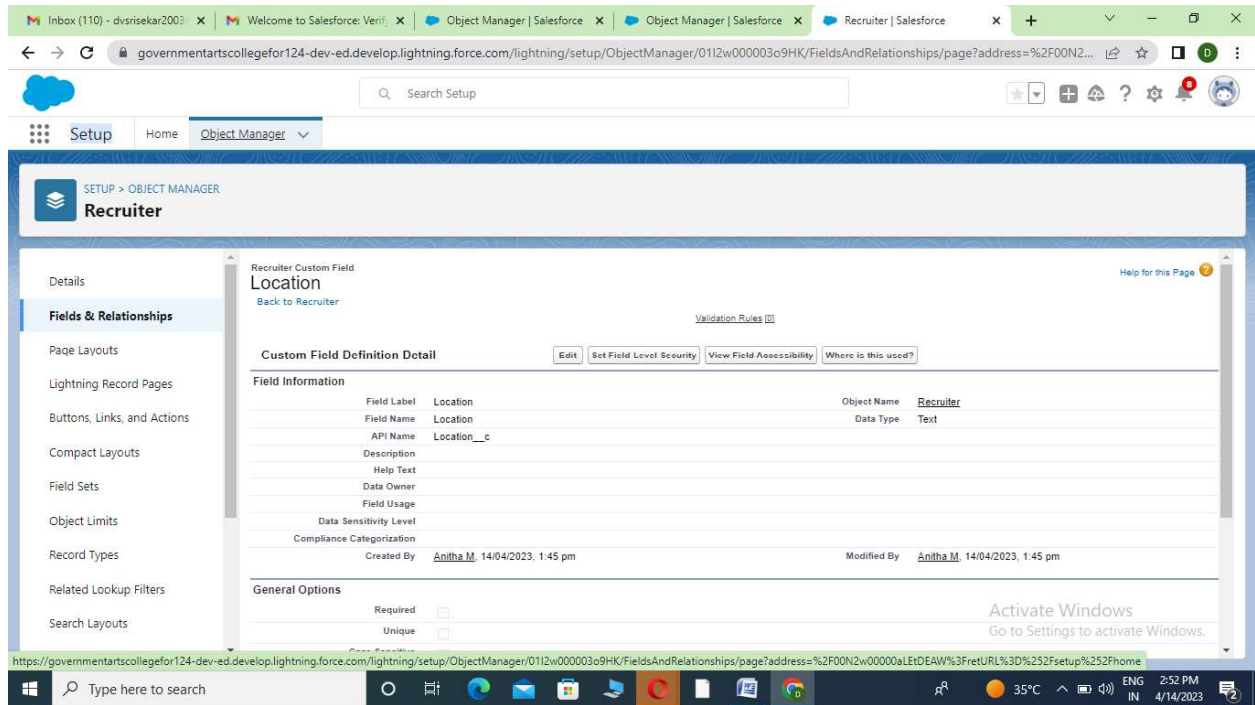 Inbox (110) - dvsrisekar2003
Welcome to Salesforce: Verify
Object Manager | Salesforce
Object Manager | Salesforce
Recruiter | Salesforce
governmentartscollegefor124-dev-ed.develop.lightning.force.com/lightning/setup/ObjectManager/01I2w000003o9HK/FieldsAndRelationships/page?address=%2F00N2...
D
Search Setup
8
Setup
Home
Object Manager
SETUP > OBJECT MANAGER
Recruiter
Details
Fields & Relationships
Page Layouts
Lightning Record Pages
Buttons, Links, and Actions
Compact Layouts
Field Sets
Object Limits
Record Types
Related Lookup Filters
Search Layouts
Recruiter Custom Field
Location
Back to Recruiter
Help for this Page
Validation Rules [0]
Custom Field Definition Detail
Edit
Set Field-Level Security
View Field Accessibility
Where is this used?
Field Information
Field Label Location Object Name Recruiter
Field Name Location Data Type Text
API Name Location__c
Description
Help Text
Data Owner
Field Usage
Data Sensitivity Level
Compliance Categorization
Created By Anitha M, 14/04/2023, 1:45 pm Modified By Anitha M, 14/04/2023, 1:45 pm
General Options
Required
Unique
Case Sensitive
Activate Windows
Go to Settings to activate Windows.
https://governmentartscollegefor124-dev-ed.develop.lightning.force.com/lightning/setup/ObjectManager/01I2w000003o9HK/FieldsAndRelationships/page?address=%2F00N2w00000aLEtDEAW%3FretURL%3D%252Fsetup%252Fhome
Type here to search
35°C
ENG
IN
2:52 PM
4/14/2023
2